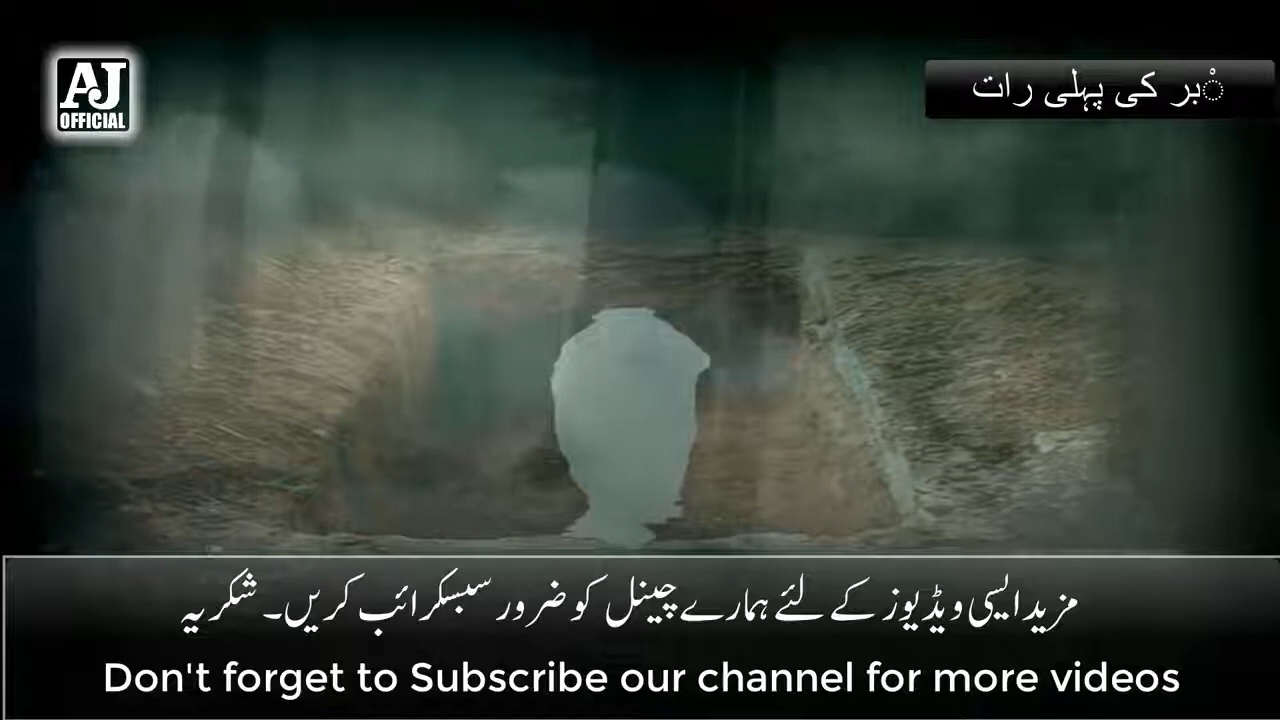 AJ
OFFICIAL
ْبر کی پہلی رات
مزید ایسی ویڈیوز کے لئے ہمارے چینل کو ضرور سبسکرائب کریں۔ شکریہ
Don't forget to Subscribe our channel for more videos